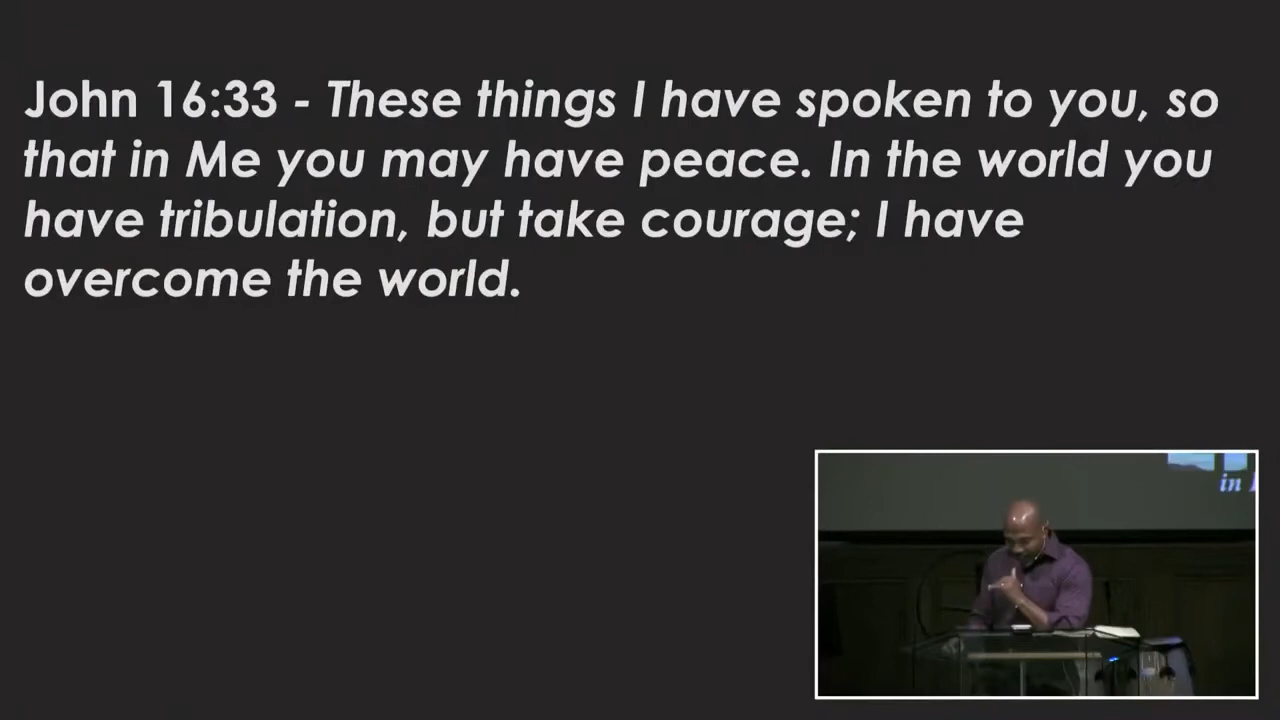 John 16:33 - These things I have spoken to you, so
that in Me you may have peace. In the world you
have tribulation, but take courage; I have
overcome the world.
in